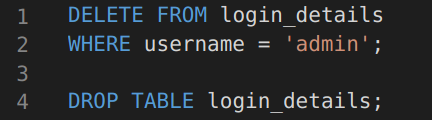 1 DELETE FROM login_details
2 WHERE username = 'admin';
3
4 DROP TABLE login_details;